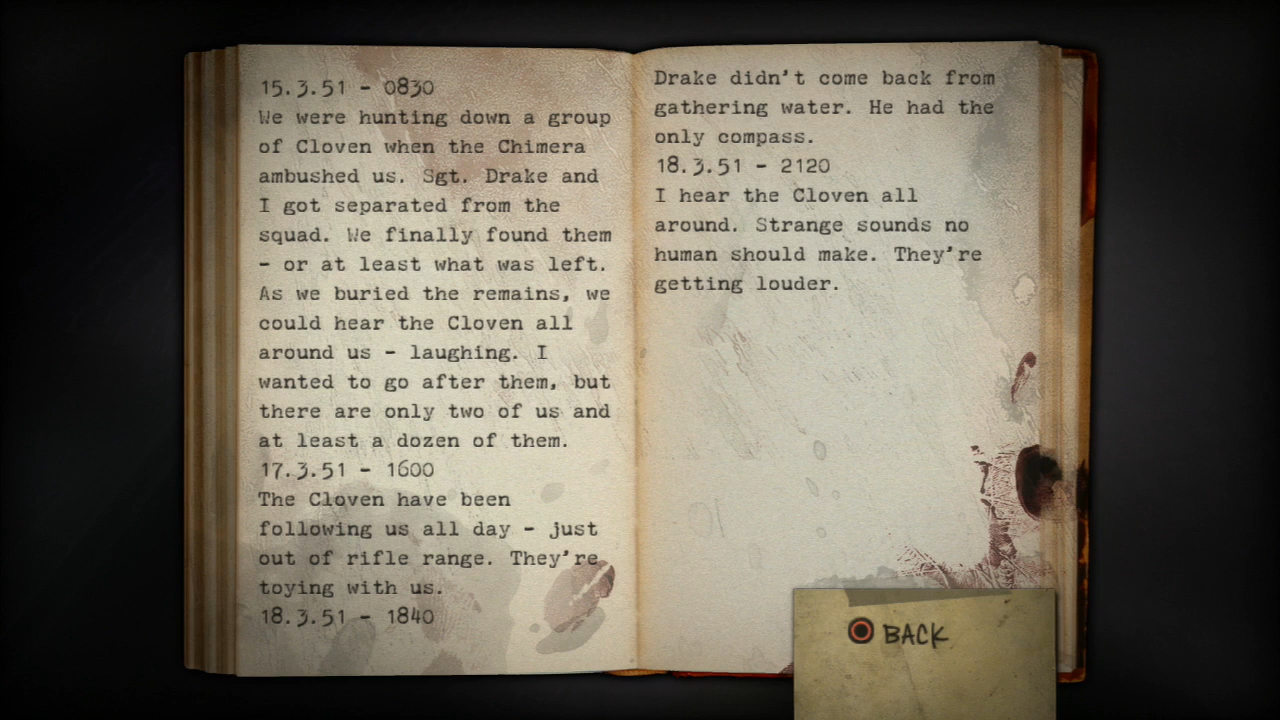 15.3.51 - 0830
We were hunting down a group
of Cloven when the Chimera
ambushed us. Sgt. Drake and
I got separated from the
squad. We finally found them
- or at least what was left.
As we buried the remains, we
could hear the Cloven all
around us - laughing. I
wanted to go after them, but
there are only two of us and
at least a dozen of them.
17.3.51 - 1600
The Cloven have been
following us all day - just
out of rifle range. They're
toying with us.
18.3.51 - 1840
Drake didn't come back from
gathering water. He had the
only compass.
18.3.51 - 2120
I hear the Cloven all
around. Strange sounds no
human should make. They're
getting louder.
BACK